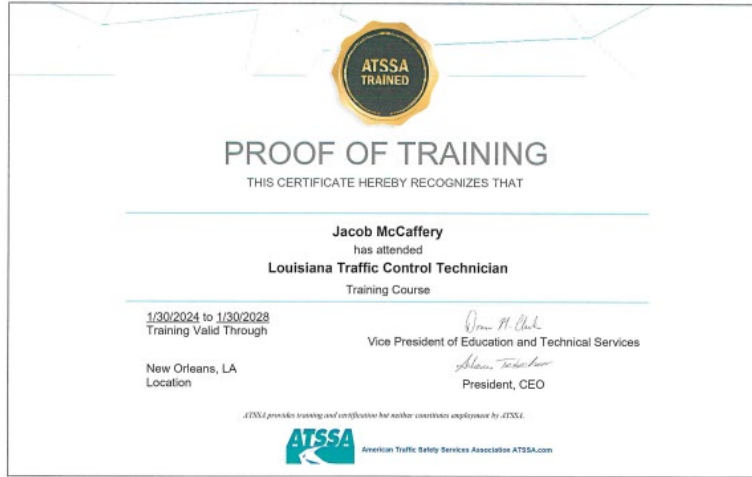 ATSSA
TRAINED
PROOF OF TRAINING
THIS CERTIFICATE HEREBY RECOGNIZES THAT
Jacob McCaffery
has attended
Louisiana Traffic Control Technician
Training Course
1/30/2024 to 1/30/2028
Training Valid Through
Vice President of Education and Technical Services
New Orleans, LA
Location
President, CEO
ATSSA provides training and certification but neither constitutes employment by ATSSA.
ATSSA
American Traffic Safety Services Association ATSSA.com